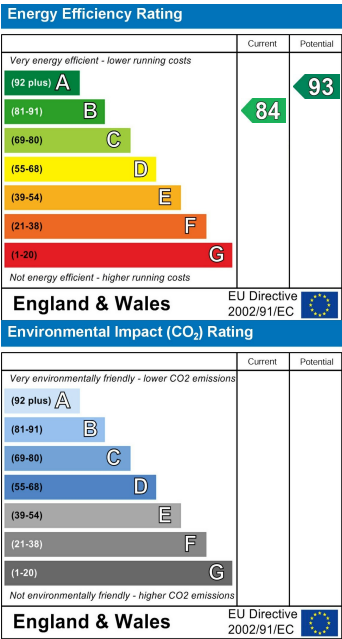 Energy Efficiency Rating
Current Potential
Very energy efficient - lower running costs
(92 plus) A
93
(81-91) B
84
(69-80) C
(55-68) D
(39-54) E
(21-38) F
(1-20) G
Not energy efficient - higher running costs
England & Wales
EU Directive
2002/91/EC
Environmental Impact (CO₂) Rating
Current Potential
Very environmentally friendly - lower CO2 emissions
(92 plus) A
(81-91) B
(69-80) C
(55-68) D
(39-54) E
(21-38) F
(1-20) G
Not environmentally friendly - higher CO2 emissions
England & Wales
EU Directive
2002/91/EC